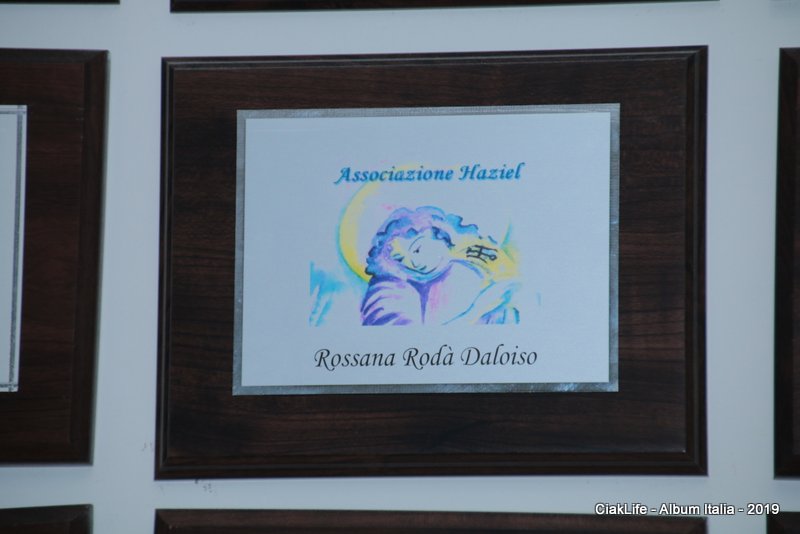 Associazione Haziel
Rossana Rodà Daloiso
CiakLife - Album Italia - 2019